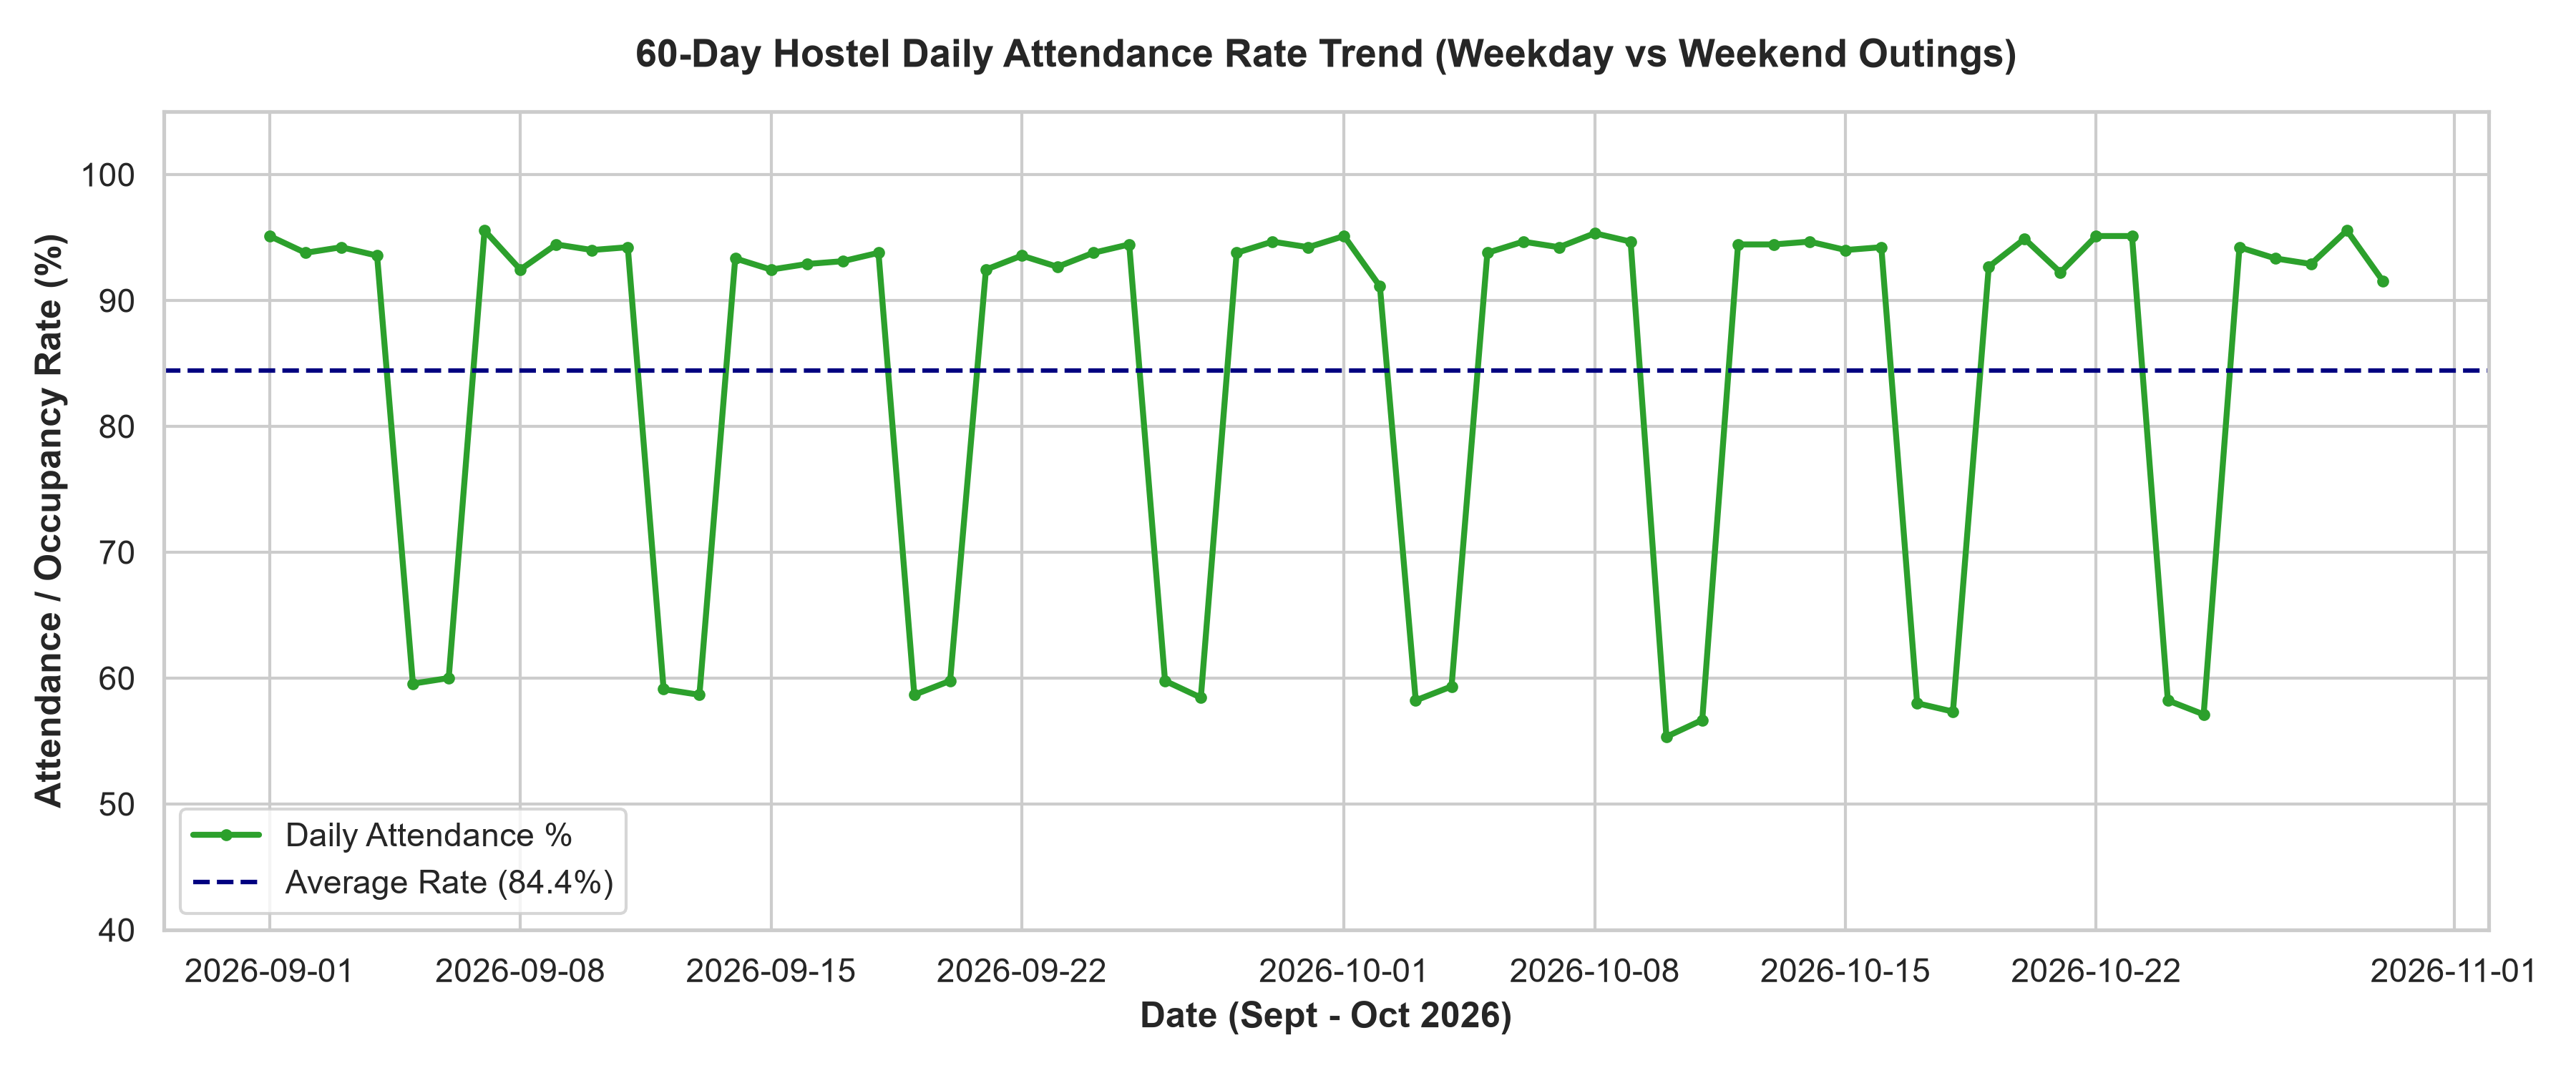 60-Day Hostel Daily Attendance Rate Trend (Weekday vs Weekend Outings)
Attendance / Occupancy Rate (%)
100
90
80
70
60
50
40
Daily Attendance %
Average Rate (84.4%)
2026-09-01 2026-09-08 2026-09-15 2026-09-22 2026-10-01 2026-10-08 2026-10-15 2026-10-22 2026-11-01
Date (Sept - Oct 2026)